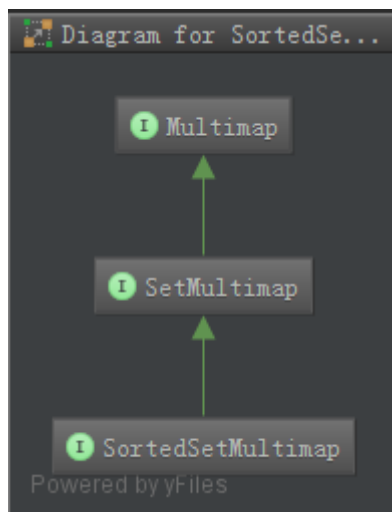 Diagram for SortedSe...
I Multimap
I SetMultimap
I SortedSetMultimap
Powered by yFiles